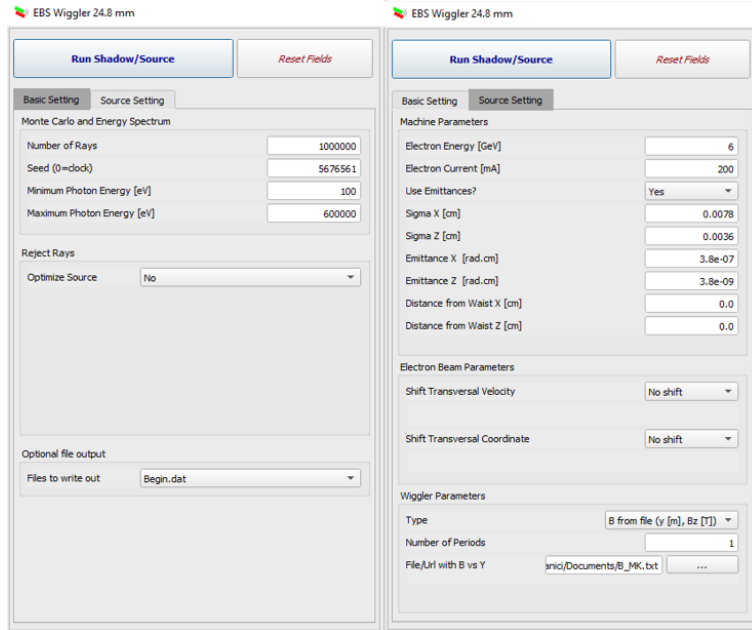 EBS Wiggler 24.8 mm
Run Shadow/Source Reset Fields
Basic Setting Source Setting
Monte Carlo and Energy Spectrum
Number of Rays 1000000
Seed (0=clock) 5676561
Minimum Photon Energy [eV] 100
Maximum Photon Energy [eV] 600000
Reject Rays
Optimize Source No
Optional file output
Files to write out Begin.dat
EBS Wiggler 24.8 mm
Run Shadow/Source Reset Fields
Basic Setting Source Setting
Machine Parameters
Electron Energy [GeV] 6
Electron Current [mA] 200
Use Emittances? Yes
Sigma X [cm] 0.0078
Sigma Z [cm] 0.0036
Emittance X [rad.cm] 3.8e-07
Emittance Z [rad.cm] 3.8e-09
Distance from Waist X [cm] 0.0
Distance from Waist Z [cm] 0.0
Electron Beam Parameters
Shift Transversal Velocity No shift
Shift Transversal Coordinate No shift
Wiggler Parameters
Type B from file (y [m], Bz [T])
Number of Periods 1
File/Url with B vs Y anici/Documents/B_MK.txt ...